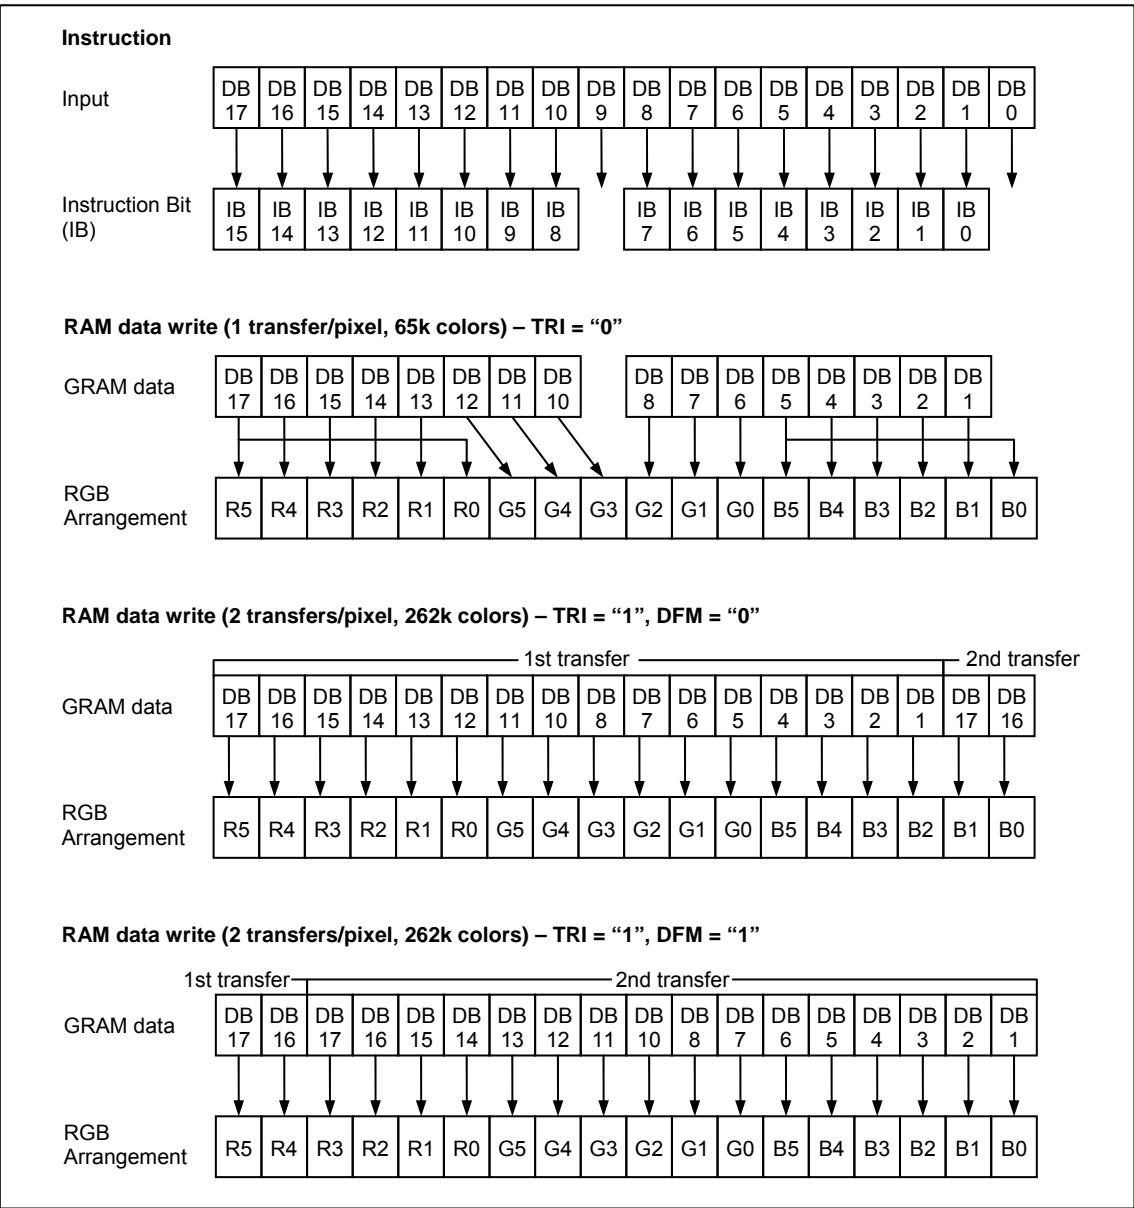 Instruction
Input
DB 17 DB 16 DB 15 DB 14 DB 13 DB 12 DB 11 DB 10 DB 9 DB 8 DB 7 DB 6 DB 5 DB 4 DB 3 DB 2 DB 1 DB 0
Instruction Bit
(IB)
IB 15 IB 14 IB 13 IB 12 IB 11 IB 10 IB 9 IB 8 IB 7 IB 6 IB 5 IB 4 IB 3 IB 2 IB 1 IB 0
RAM data write (1 transfer/pixel, 65k colors) – TRI = “0”
GRAM data
DB 17 DB 16 DB 15 DB 14 DB 13 DB 12 DB 11 DB 10 DB 8 DB 7 DB 6 DB 5 DB 4 DB 3 DB 2 DB 1
RGB
Arrangement
R5 R4 R3 R2 R1 R0 G5 G4 G3 G2 G1 G0 B5 B4 B3 B2 B1 B0
RAM data write (2 transfers/pixel, 262k colors) – TRI = “1”, DFM = “0”
1st transfer 2nd transfer
GRAM data
DB 17 DB 16 DB 15 DB 14 DB 13 DB 12 DB 11 DB 10 DB 8 DB 7 DB 6 DB 5 DB 4 DB 3 DB 2 DB 1 DB 17 DB 16
RGB
Arrangement
R5 R4 R3 R2 R1 R0 G5 G4 G3 G2 G1 G0 B5 B4 B3 B2 B1 B0
RAM data write (2 transfers/pixel, 262k colors) – TRI = “1”, DFM = “1”
1st transfer 2nd transfer
GRAM data
DB 17 DB 16 DB 17 DB 16 DB 15 DB 14 DB 13 DB 12 DB 11 DB 10 DB 8 DB 7 DB 6 DB 5 DB 4 DB 3 DB 2 DB 1
RGB
Arrangement
R5 R4 R3 R2 R1 R0 G5 G4 G3 G2 G1 G0 B5 B4 B3 B2 B1 B0